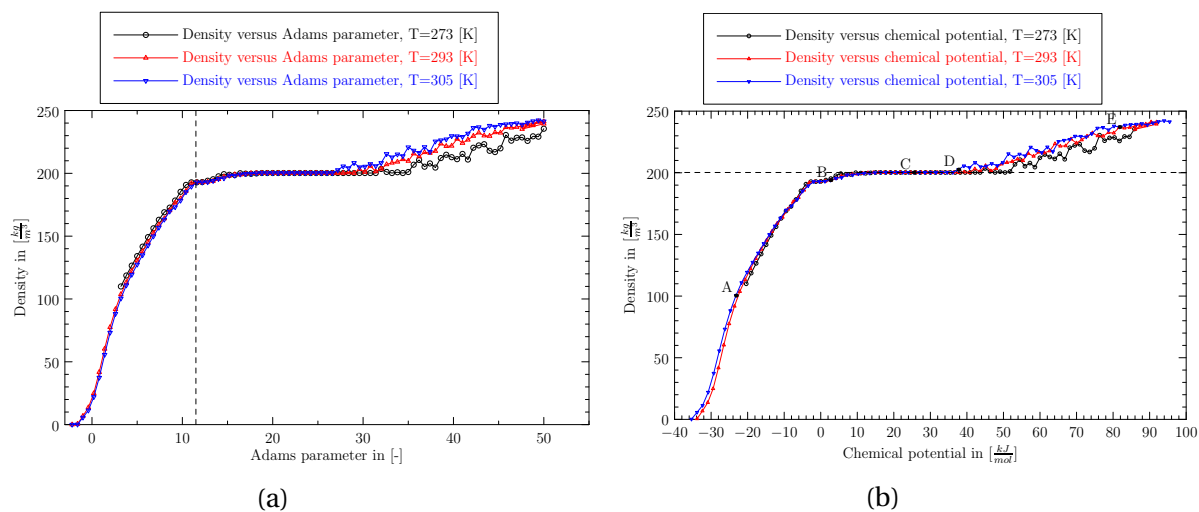 Density versus Adams parameter, T=273 [K]
Density versus Adams parameter, T=293 [K]
Density versus Adams parameter, T=305 [K]
250
200
150
100
50
0
Density in [kg/m³]
0 10 20 30 40 50
Adams parameter in [-]
(a)
Density versus chemical potential, T=273 [K]
Density versus chemical potential, T=293 [K]
Density versus chemical potential, T=305 [K]
250
200
150
100
50
0
Density in [kg/m³]
A
B
C
D
E
−40 −30 −20 −10 0 10 20 30 40 50 60 70 80 90 100
Chemical potential in [kJ/mol]
(b)